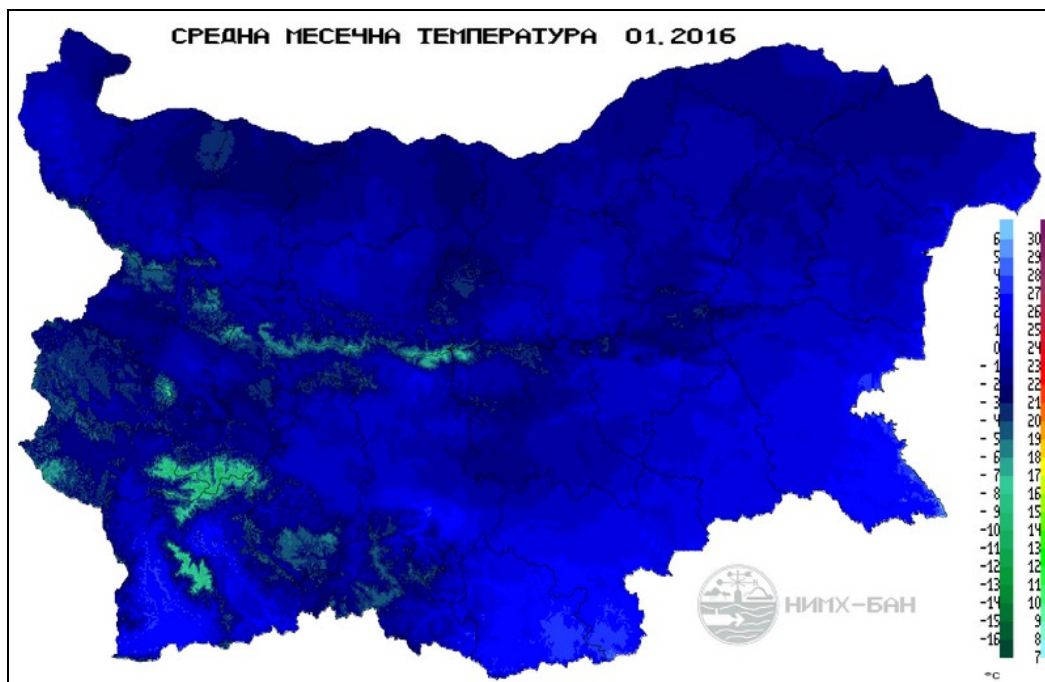 СРЕДНА МЕСЕЧНА ТЕМПЕРАТУРА 01.2016
6 30
5 29
4 28
3 27
2 26
1 25
0 24
- 1 23
- 2 22
- 3 21
- 4 20
- 5 19
- 6 18
- 7 17
- 8 16
- 9 15
-10 14
-11 13
-12 12
-13 11
-14 10
-15 9
-16 8
7
°C
НИМХ-БАН